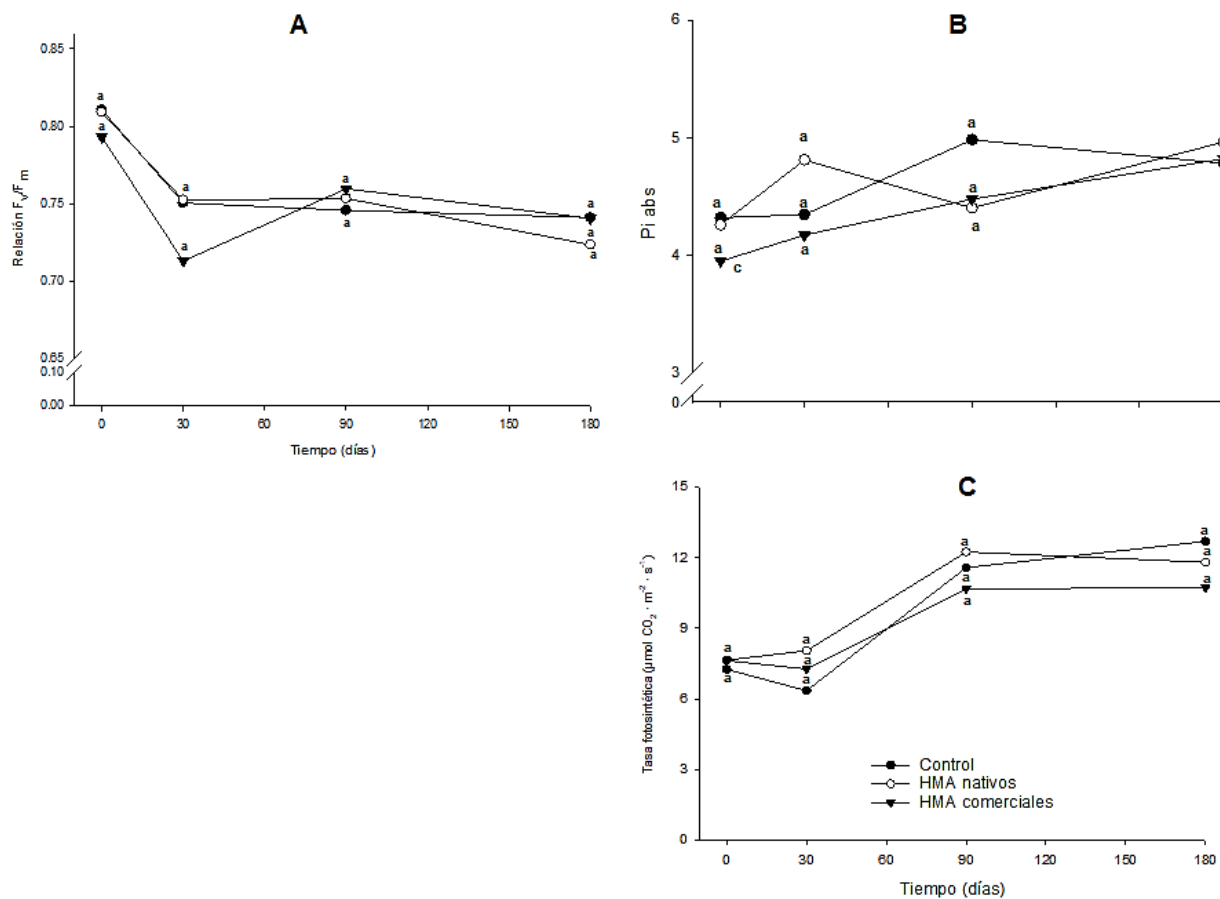 A
0.85
a
0.80
a
a
a
a
0.75
a
a
a
a
0.70
0.65
0.10
0.00
Relación Fv/Fm
0 30 60 90 120 150 180
Tiempo (días)
B
6
a
a
5
a
a
a
a
a
4
c
a
3
0
Pi abs
C
15
a
a
12
a
a
a
a
9
a
a
a
a
a
6
3
0
Tasa fotosintética (µmol CO₂ · m⁻² · s⁻¹)
Control
HMA nativos
HMA comerciales
0 30 60 90 120 150 180
Tiempo (días)